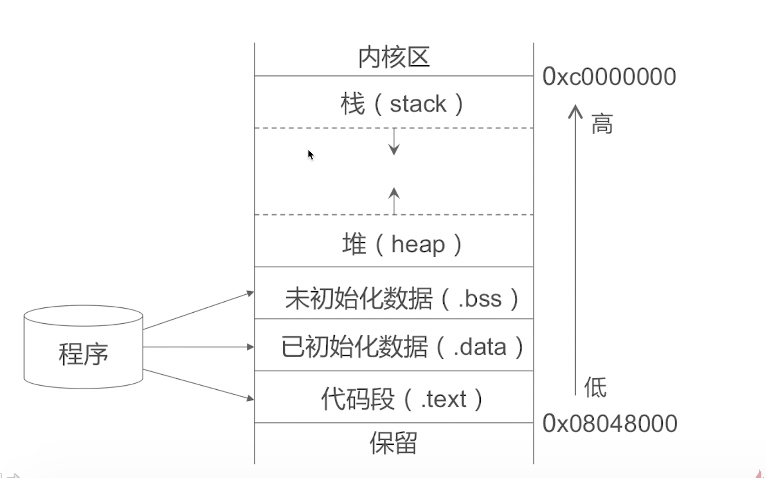 内核区
0xc0000000
栈（stack）
高
堆（heap）
未初始化数据（.bss）
程序
已初始化数据（.data）
低
代码段（.text）
0x08048000
保留